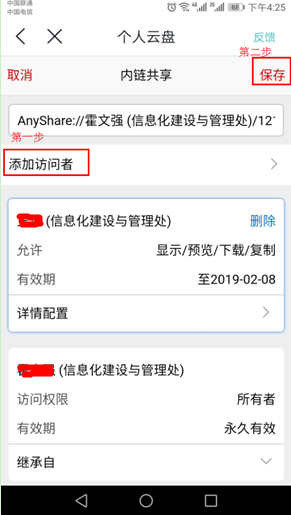 中国联通
中国电信
68
下午4:25
个人云盘
反馈
第二步
取消
内链共享
保存
AnyShare://霍文强 (信息化建设与管理处)/12
第一步
添加访问者
(信息化建设与管理处)
删除
允许
显示/预览/下载/复制
有效期
至2019-02-08
详情配置
(信息化建设与管理处)
访问权限
所有者
有效期
永久有效
继承自